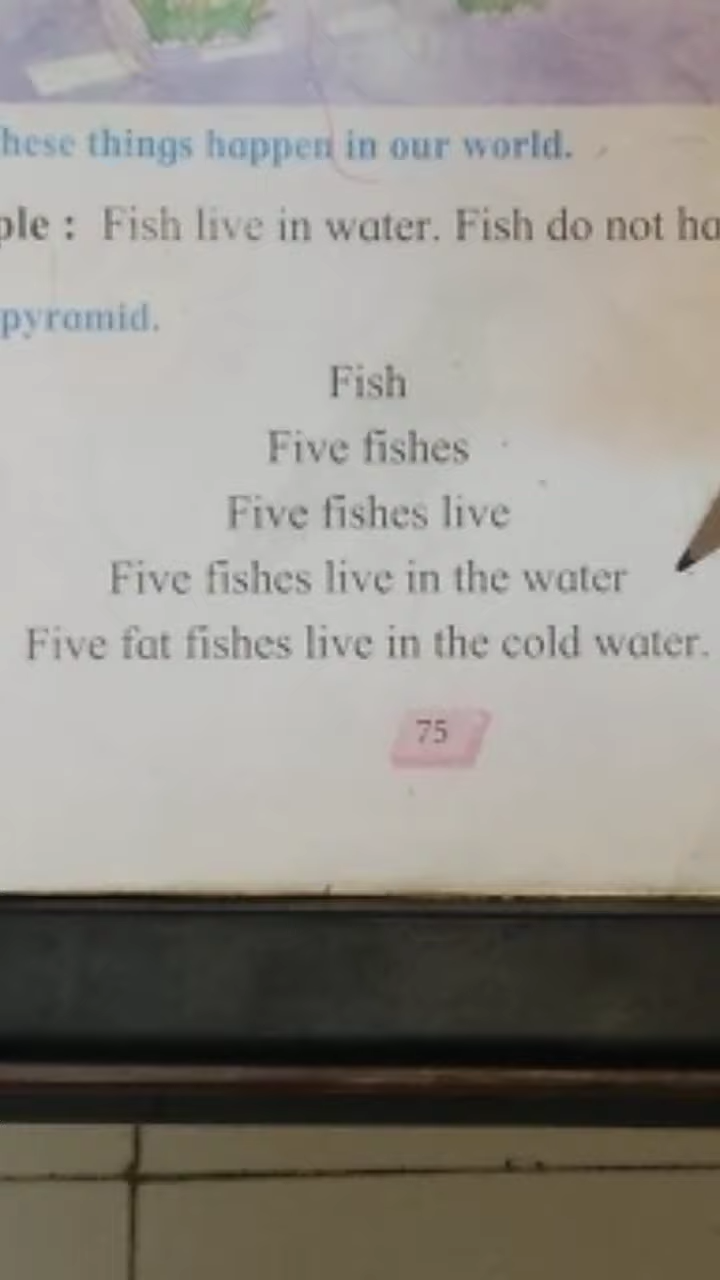 hese things happen in our world.
ple : Fish live in water. Fish do not ha
pyramid.
Fish
Five fishes
Five fishes live
Five fishes live in the water
Five fat fishes live in the cold water.
75